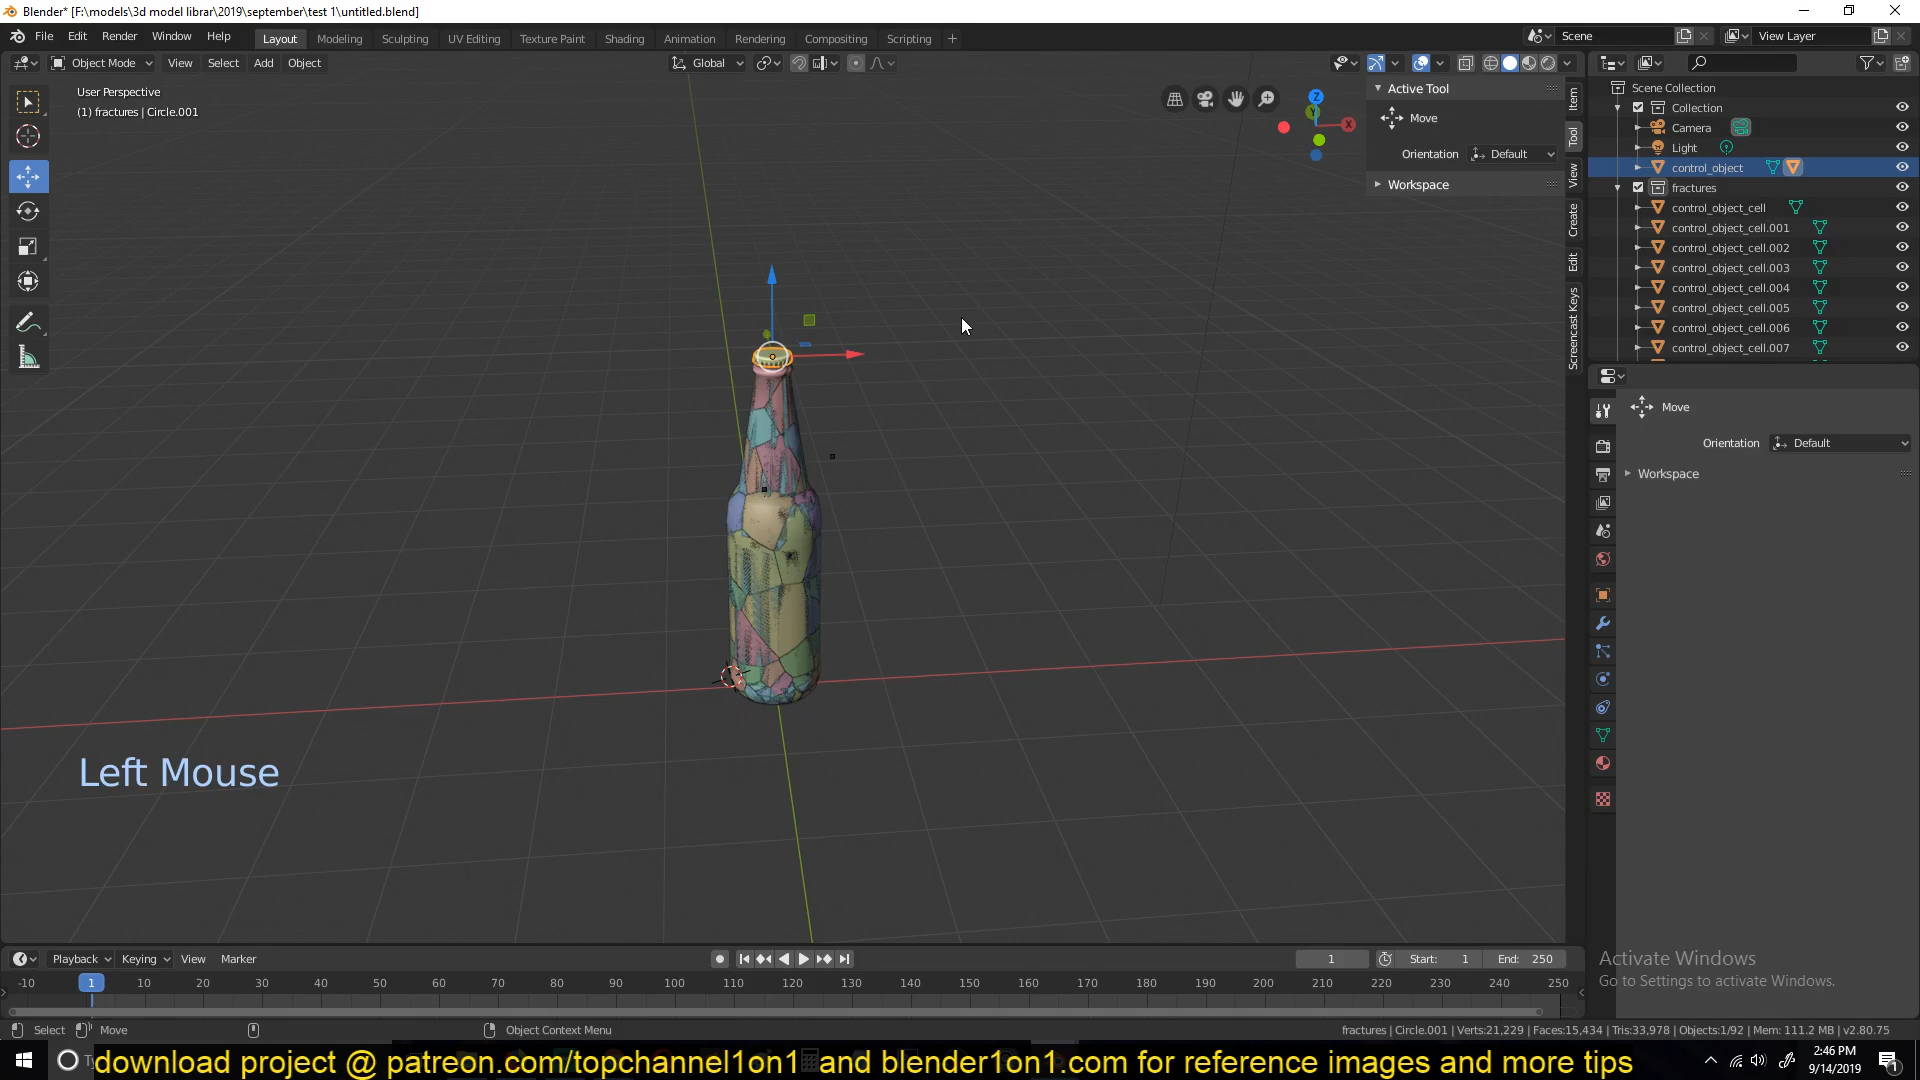 Blender* [F:\models\3d model librar\2019\september\test 1\untitled.blend]
File Edit Render Window Help
Layout Modeling Sculpting UV Editing Texture Paint Shading Animation Rendering Compositing Scripting +
Scene
View Layer
Object Mode View Select Add Object
Global
User Perspective
(1) fractures | Circle.001
Z
Y
X
Active Tool
Move
Orientation Default
Workspace
Item
Tool
View
Create
Edit
Screencast Keys
Scene Collection
Collection
Camera
Light
control_object
fractures
control_object_cell
control_object_cell.001
control_object_cell.002
control_object_cell.003
control_object_cell.004
control_object_cell.005
control_object_cell.006
control_object_cell.007
Move
Orientation Default
Workspace
Left Mouse
Activate Windows
Go to Settings to activate Windows.
Playback Keying View Marker
1 Start: 1 End: 250
-10 1 10 20 30 40 50 60 70 80 90 100 110 120 130 140 150 160 170 180 190 200 210 220 230 240 250
Select Move Object Context Menu
fractures | Circle.001 | Verts:21,229 | Faces:15,434 | Tris:33,978 | Objects:1/92 | Mem: 111.2 MB | v2.80.75
download project @ patreon.com/topchannel1on1 and blender1on1.com for reference images and more tips
2:46 PM
9/14/2019
1